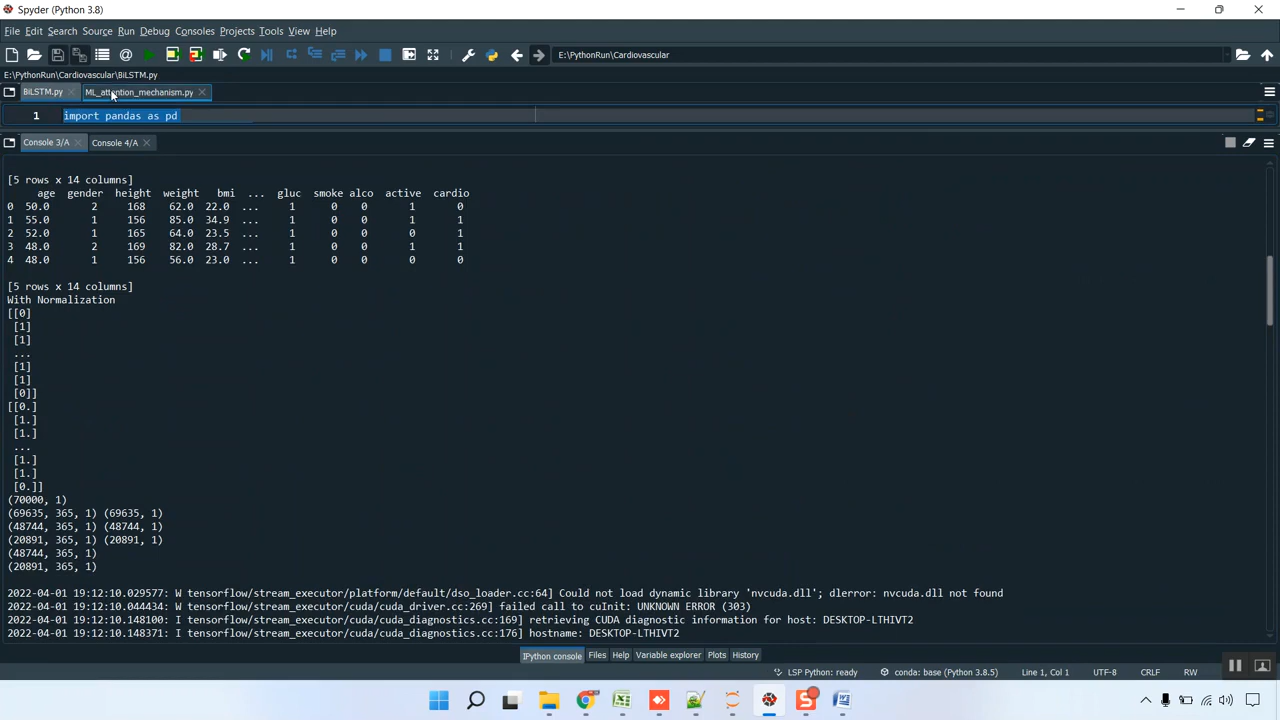 Spyder (Python 3.8)
File Edit Search Source Run Debug Consoles Projects Tools View Help
E:\PythonRun\Cardiovascular
E:\PythonRun\Cardiovascular\BiLSTM.py
BiLSTM.py ML_attention_mechanism.py
1 import pandas as pd
Console 3/A Console 4/A
[5 rows x 14 columns]
age gender height weight bmi ... gluc smoke alco active cardio
0 50.0 2 168 62.0 22.0 ... 1 0 0 1 0
1 55.0 1 156 85.0 34.9 ... 1 0 0 1 1
2 52.0 1 165 64.0 23.5 ... 1 0 0 0 1
3 48.0 2 169 82.0 28.7 ... 1 0 0 1 1
4 48.0 1 156 56.0 23.0 ... 1 0 0 0 0
[5 rows x 14 columns]
With Normalization
[[0]
[1]
[1]
...
[1]
[1]
[0]]
[[0.]
[1.]
[1.]
...
[1.]
[1.]
[0.]]
(70000, 1)
(69635, 365, 1) (69635, 1)
(48744, 365, 1) (48744, 1)
(20891, 365, 1) (20891, 1)
(48744, 365, 1)
(20891, 365, 1)
2022-04-01 19:12:10.029577: W tensorflow/stream_executor/platform/default/dso_loader.cc:64] Could not load dynamic library 'nvcuda.dll'; dlerror: nvcuda.dll not found
2022-04-01 19:12:10.044434: W tensorflow/stream_executor/cuda/cuda_driver.cc:269] failed call to cuInit: UNKNOWN ERROR (303)
2022-04-01 19:12:10.148100: I tensorflow/stream_executor/cuda/cuda_diagnostics.cc:169] retrieving CUDA diagnostic information for host: DESKTOP-LTHIVT2
2022-04-01 19:12:10.148371: I tensorflow/stream_executor/cuda/cuda_diagnostics.cc:176] hostname: DESKTOP-LTHIVT2
IPython console Files Help Variable explorer Plots History
LSP Python: ready conda: base (Python 3.8.5) Line 1, Col 1 UTF-8 CRLF RW